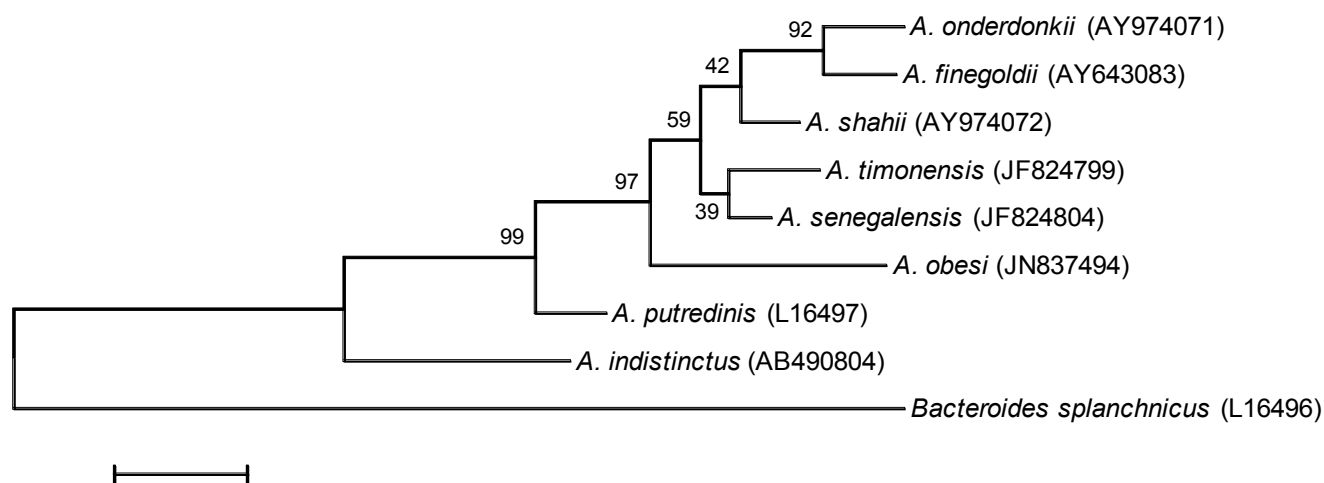 92
A. onderdonkii (AY974071)
A. finegoldii (AY643083)
42
A. shahii (AY974072)
59
A. timonensis (JF824799)
97
39
A. senegalensis (JF824804)
99
A. obesi (JN837494)
A. putredinis (L16497)
A. indistinctus (AB490804)
Bacteroides splanchnicus (L16496)